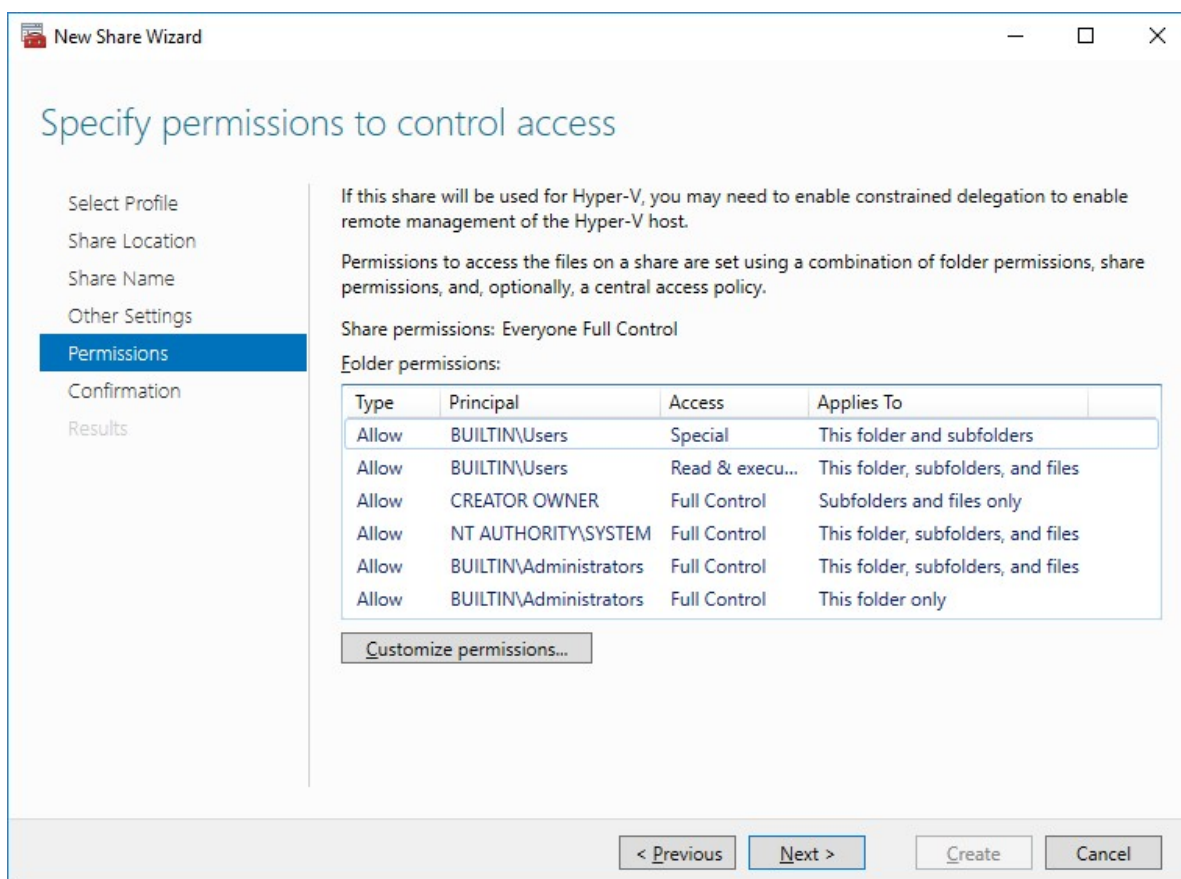 New Share Wizard
Specify permissions to control access
Select Profile
Share Location
Share Name
Other Settings
Permissions
Confirmation
Results
If this share will be used for Hyper-V, you may need to enable constrained delegation to enable
remote management of the Hyper-V host.
Permissions to access the files on a share are set using a combination of folder permissions, share
permissions, and, optionally, a central access policy.
Share permissions: Everyone Full Control
Folder permissions:
Type Principal Access Applies To
Allow BUILTIN\Users Special This folder and subfolders
Allow BUILTIN\Users Read & execu... This folder, subfolders, and files
Allow CREATOR OWNER Full Control Subfolders and files only
Allow NT AUTHORITY\SYSTEM Full Control This folder, subfolders, and files
Allow BUILTIN\Administrators Full Control This folder, subfolders, and files
Allow BUILTIN\Administrators Full Control This folder only
Customize permissions...
< Previous Next > Create Cancel